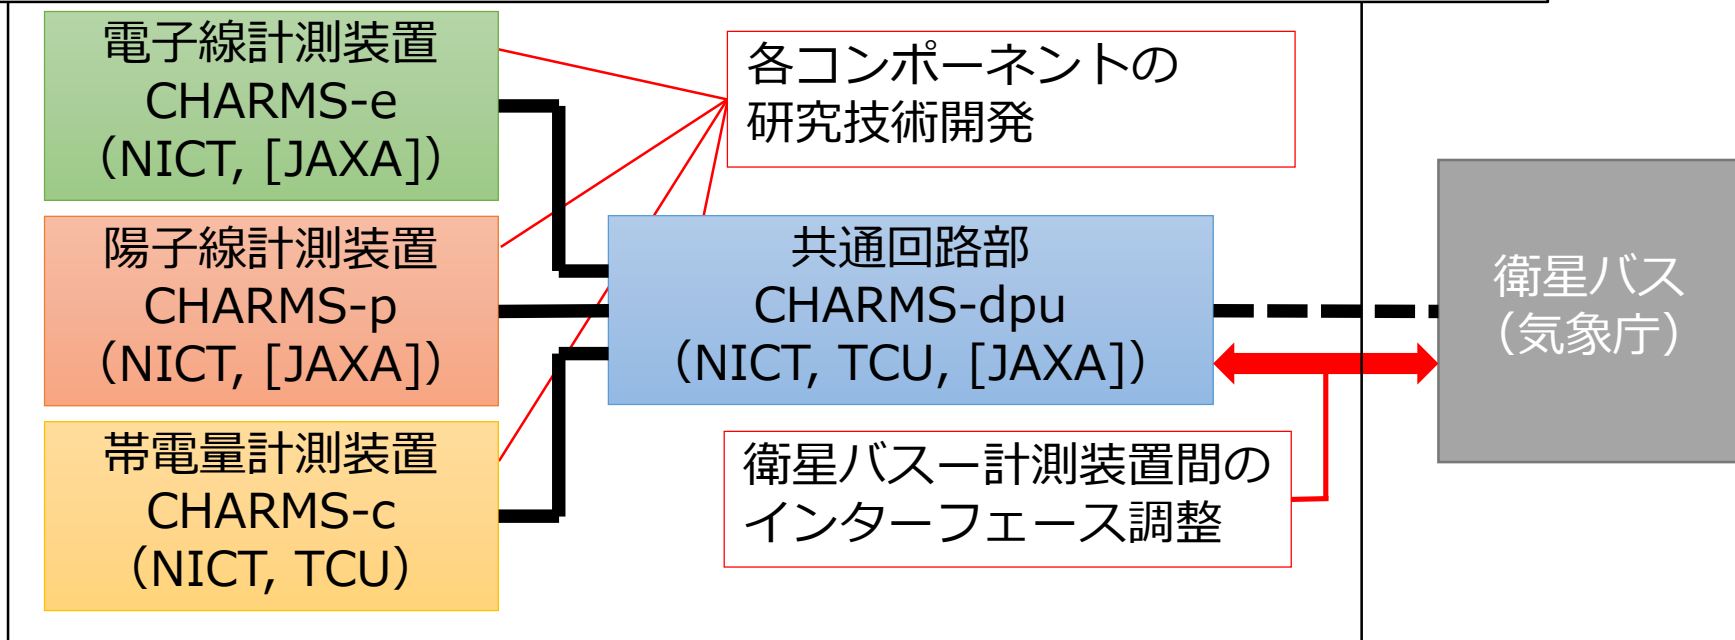 電子線計測装置
CHARMS-e
（NICT, [JAXA]）
各コンポーネントの
研究技術開発
陽子線計測装置
CHARMS-p
（NICT, [JAXA]）
共通回路部
CHARMS-dpu
（NICT, TCU, [JAXA]）
衛星バス
（気象庁）
帯電量計測装置
CHARMS-c
（NICT, TCU）
衛星バスー計測装置間の
インターフェース調整